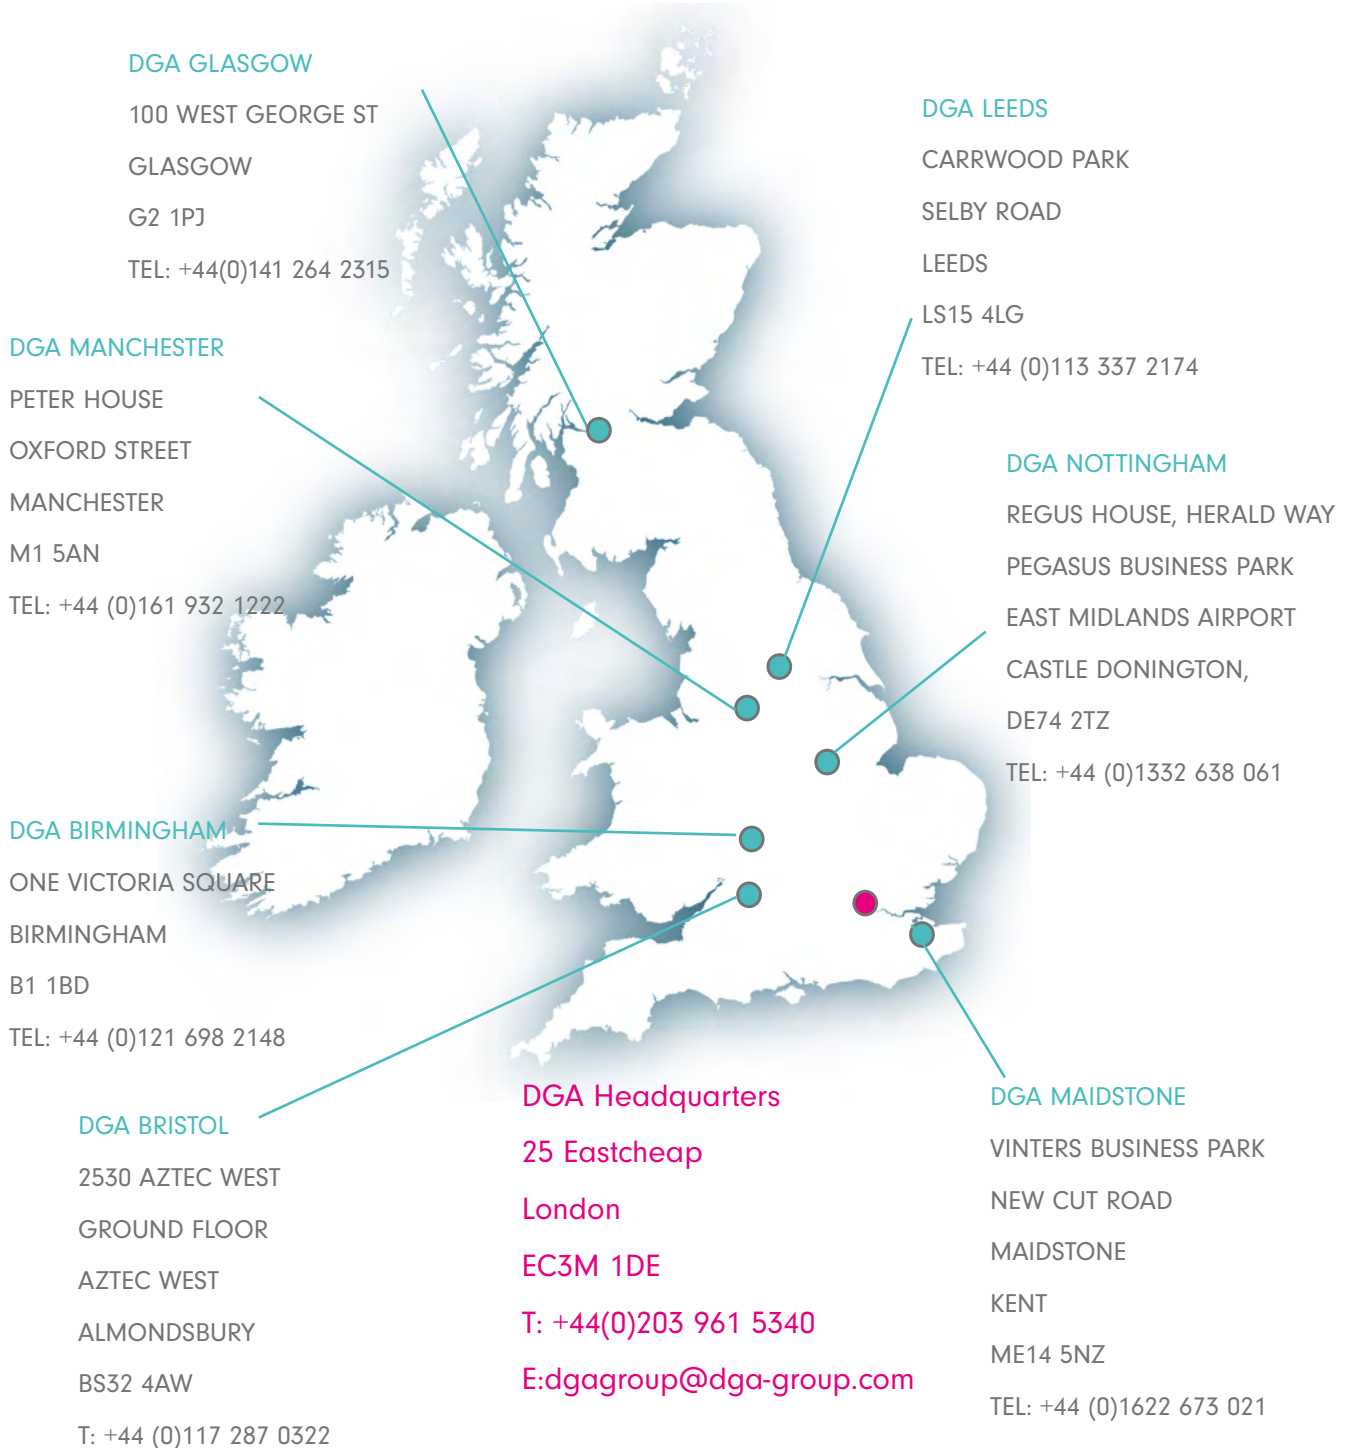 DGA GLASGOW
100 WEST GEORGE ST
GLASGOW
G2 1PJ
TEL: +44(0)141 264 2315
DGA LEEDS
CARRWOOD PARK
SELBY ROAD
LEEDS
LS15 4LG
TEL: +44 (0)113 337 2174
DGA MANCHESTER
PETER HOUSE
OXFORD STREET
MANCHESTER
M1 5AN
TEL: +44 (0)161 932 1222
DGA NOTTINGHAM
REGUS HOUSE, HERALD WAY
PEGASUS BUSINESS PARK
EAST MIDLANDS AIRPORT
CASTLE DONINGTON,
DE74 2TZ
TEL: +44 (0)1332 638 061
DGA BIRMINGHAM
ONE VICTORIA SQUARE
BIRMINGHAM
B1 1BD
TEL: +44 (0)121 698 2148
DGA BRISTOL
2530 AZTEC WEST
GROUND FLOOR
AZTEC WEST
ALMONDSBURY
BS32 4AW
T: +44 (0)117 287 0322
DGA Headquarters
25 Eastcheap
London
EC3M 1DE
T: +44(0)203 961 5340
E:dgagroup@dga-group.com
DGA MAIDSTONE
VINTERS BUSINESS PARK
NEW CUT ROAD
MAIDSTONE
KENT
ME14 5NZ
TEL: +44 (0)1622 673 021